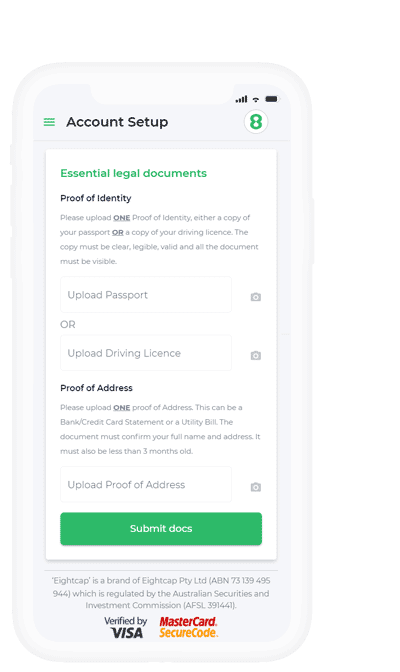 Account Setup
8
Essential legal documents
Proof of Identity
Please upload ONE Proof of Identity, either a copy of
your passport OR a copy of your driving licence. The
copy must be clear, legible, valid and all the document
must be visible.
Upload Passport
OR
Upload Driving Licence
Proof of Address
Please upload ONE proof of Address. This can be a
Bank/Credit Card Statement or a Utility Bill. The
document must confirm your full name and address. It
must also be less than 3 months old.
Upload Proof of Address
Submit docs
‘Eightcap’ is a brand of Eightcap Pty Ltd (ABN 73 139 495
944) which is regulated by the Australian Securities and
Investment Commission (AFSL 391441).
Verified by MasterCard.
VISA SecureCode.